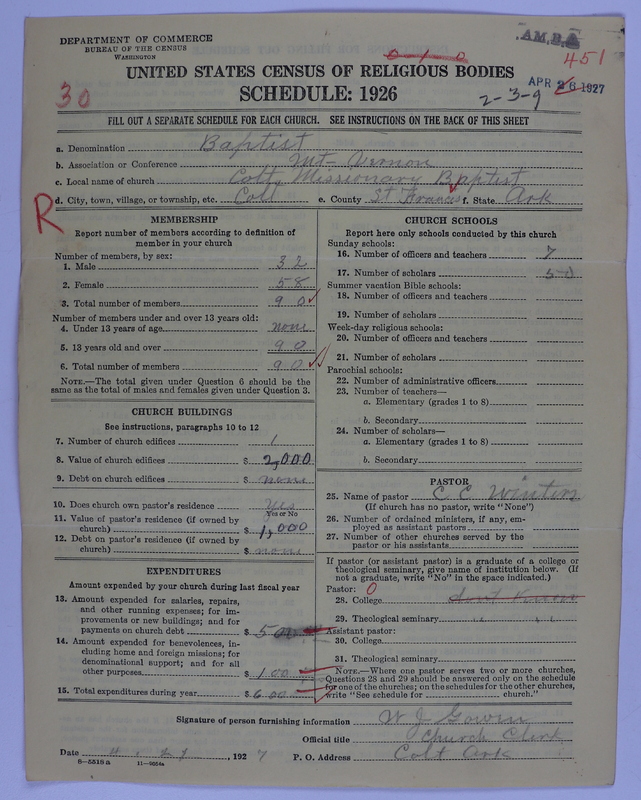 DEPARTMENT OF COMMERCE
BUREAU OF THE CENSUS
WASHINGTON
A.M.B.A
451
30
UNITED STATES CENSUS OF RELIGIOUS BODIES
SCHEDULE: 1926
APR 26 1927
2-3-9
FILL OUT A SEPARATE SCHEDULE FOR EACH CHURCH. SEE INSTRUCTIONS ON THE BACK OF THIS SHEET
a. Denomination Baptist
b. Association or Conference Mt Vernon
c. Local name of church Colt Missionary Baptist
d. City, town, village, or township, etc. Colt e. County St Francis f. State Ark
R
MEMBERSHIP
Report number of members according to definition of member in your church
Number of members, by sex:
1. Male 32
2. Female 58
3. Total number of members 90
Number of members under and over 13 years old:
4. Under 13 years of age none
5. 13 years old and over 90
6. Total number of members 90
NOTE.—The total given under Question 6 should be
same as the total of males and females given under Question 3.
CHURCH BUILDINGS
See instructions, paragraphs 10 to 12
7. Number of church edifices 1
8. Value of church edifices $ 2,000
9. Debt on church edifices $ none
10. Does church own pastor's residence Yes
Yes or No
11. Value of pastor's residence (if owned by
church) $ 1,000
12. Debt on pastor's residence (if owned by
church) $ none
EXPENDITURES
Amount expended by your church during last fiscal year
13. Amount expended for salaries, repairs,
and other running expenses; for im-
provements or new buildings; and for
payments on church debt $ 500
14. Amount expended for benevolences, in-
cluding home and foreign missions; for
denominational support; and for all
other purposes $ 100
15. Total expenditures during year $ 600
CHURCH SCHOOLS
Report here only schools conducted by this church
Sunday schools:
16. Number of officers and teachers 7
17. Number of scholars 50
Summer vacation Bible schools:
18. Number of officers and teachers
19. Number of scholars
Week-day religious schools:
20. Number of officers and teachers
21. Number of scholars
Parochial schools:
22. Number of administrative officers
23. Number of teachers—
a. Elementary (grades 1 to 8)
b. Secondary
24. Number of scholars—
a. Elementary (grades 1 to 8)
b. Secondary
PASTOR
25. Name of pastor C E Winten
(If church has no pastor, write "None")
26. Number of ordained ministers, if any, em-
ployed as assistant pastors
27. Number of other churches served by the
pastor or his assistants
If pastor (or assistant pastor) is a graduate of a college or
theological seminary, give name of institution below. (If
not a graduate, write "No" in the space indicated.)
Pastor: 0
28. College
29. Theological seminary " "
Assistant pastor:
30. College
31. Theological seminary
NOTE.—Where one pastor serves two or more churches,
Questions 28 and 29 should be answered only on the schedule
for one of the churches; on the schedules for the other churches,
write "See schedule for church."
Signature of person furnishing information W J Gowen
Official title Church Clerk
Date 4. 21, 1927 P. O. Address Colt Ark
8—5518 a 11—8654a